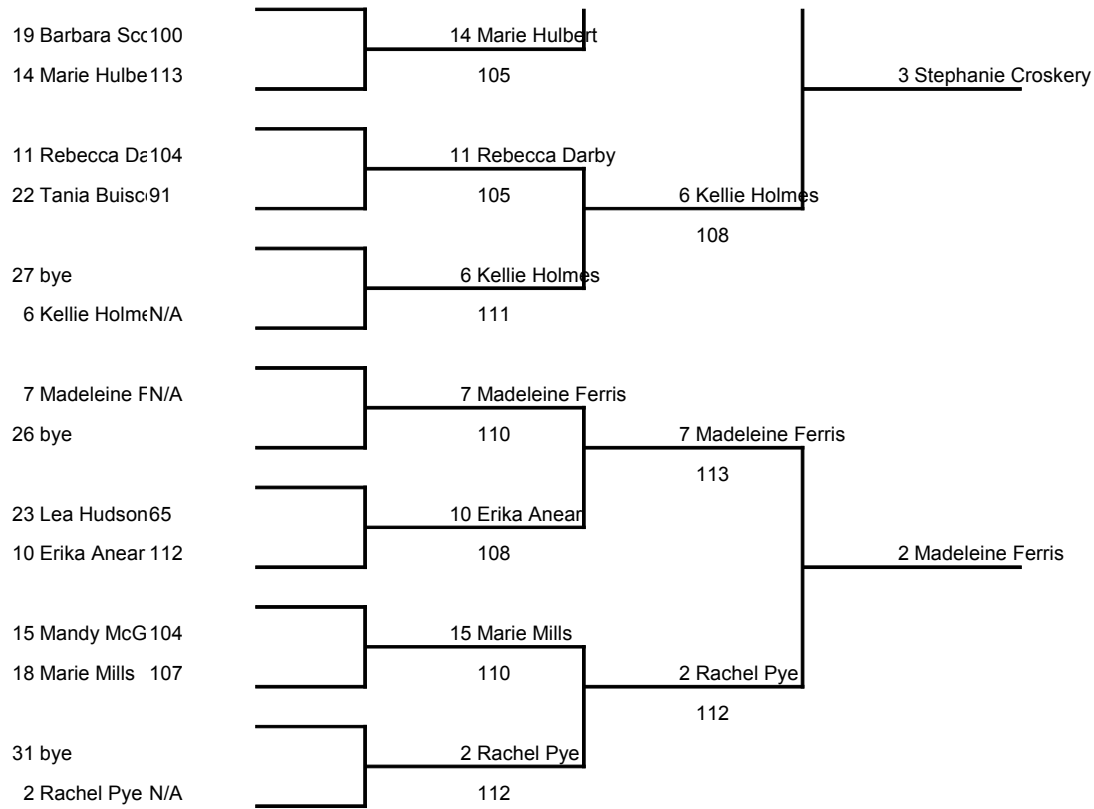 19 Barbara Scc 100
14 Marie Hulbert
14 Marie Hulbe 113
105
3 Stephanie Croskery
11 Rebecca Da 104
11 Rebecca Darby
22 Tania Buisc 91
105
6 Kellie Holmes
108
27 bye
6 Kellie Holmes
6 Kellie Holme N/A
111
7 Madeleine F N/A
7 Madeleine Ferris
26 bye
110
7 Madeleine Ferris
113
23 Lea Hudson 65
10 Erika Anear
10 Erika Anear 112
108
2 Madeleine Ferris
15 Mandy McG 104
15 Marie Mills
18 Marie Mills 107
110
2 Rachel Pye
112
31 bye
2 Rachel Pye
2 Rachel Pye N/A
112